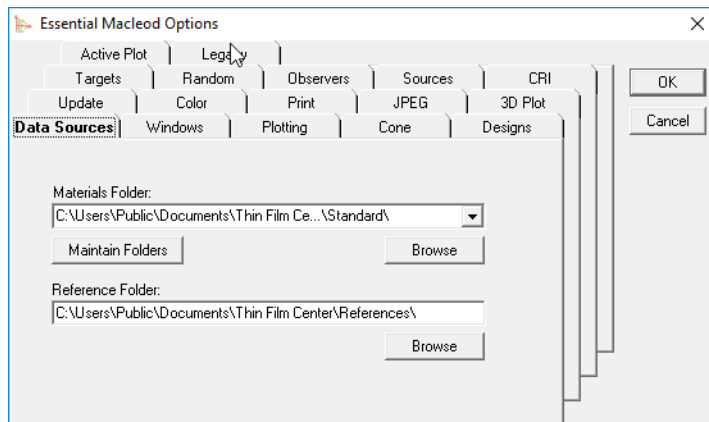 Essential Macleod Options
Active Plot Legacy
Targets Random Observers Sources CRI
OK
Update Color Print JPEG 3D Plot
Cancel
Data Sources Windows Plotting Cone Designs
Materials Folder:
C:\Users\Public\Documents\Thin Film Ce...\Standard\
Maintain Folders Browse
Reference Folder:
C:\Users\Public\Documents\Thin Film Center\References\
Browse